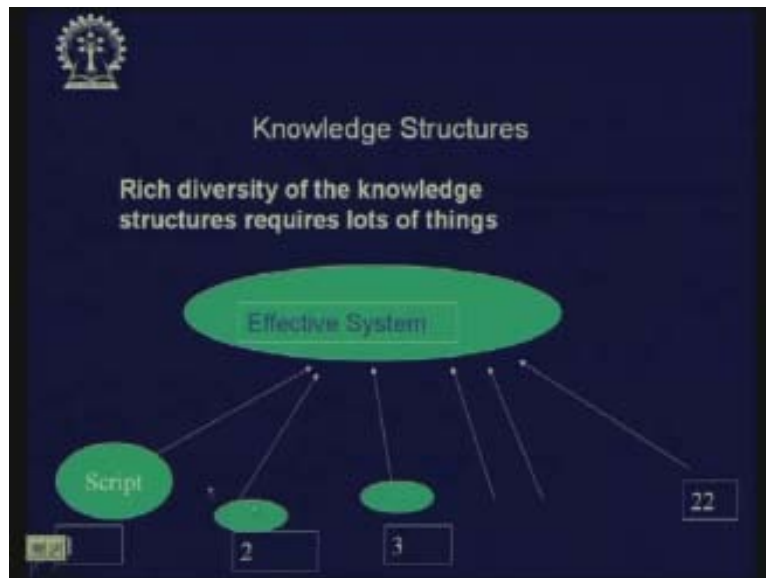 Knowledge Structures
Rich diversity of the knowledge
structures requires lots of things
Effective System
Script
22
2
3